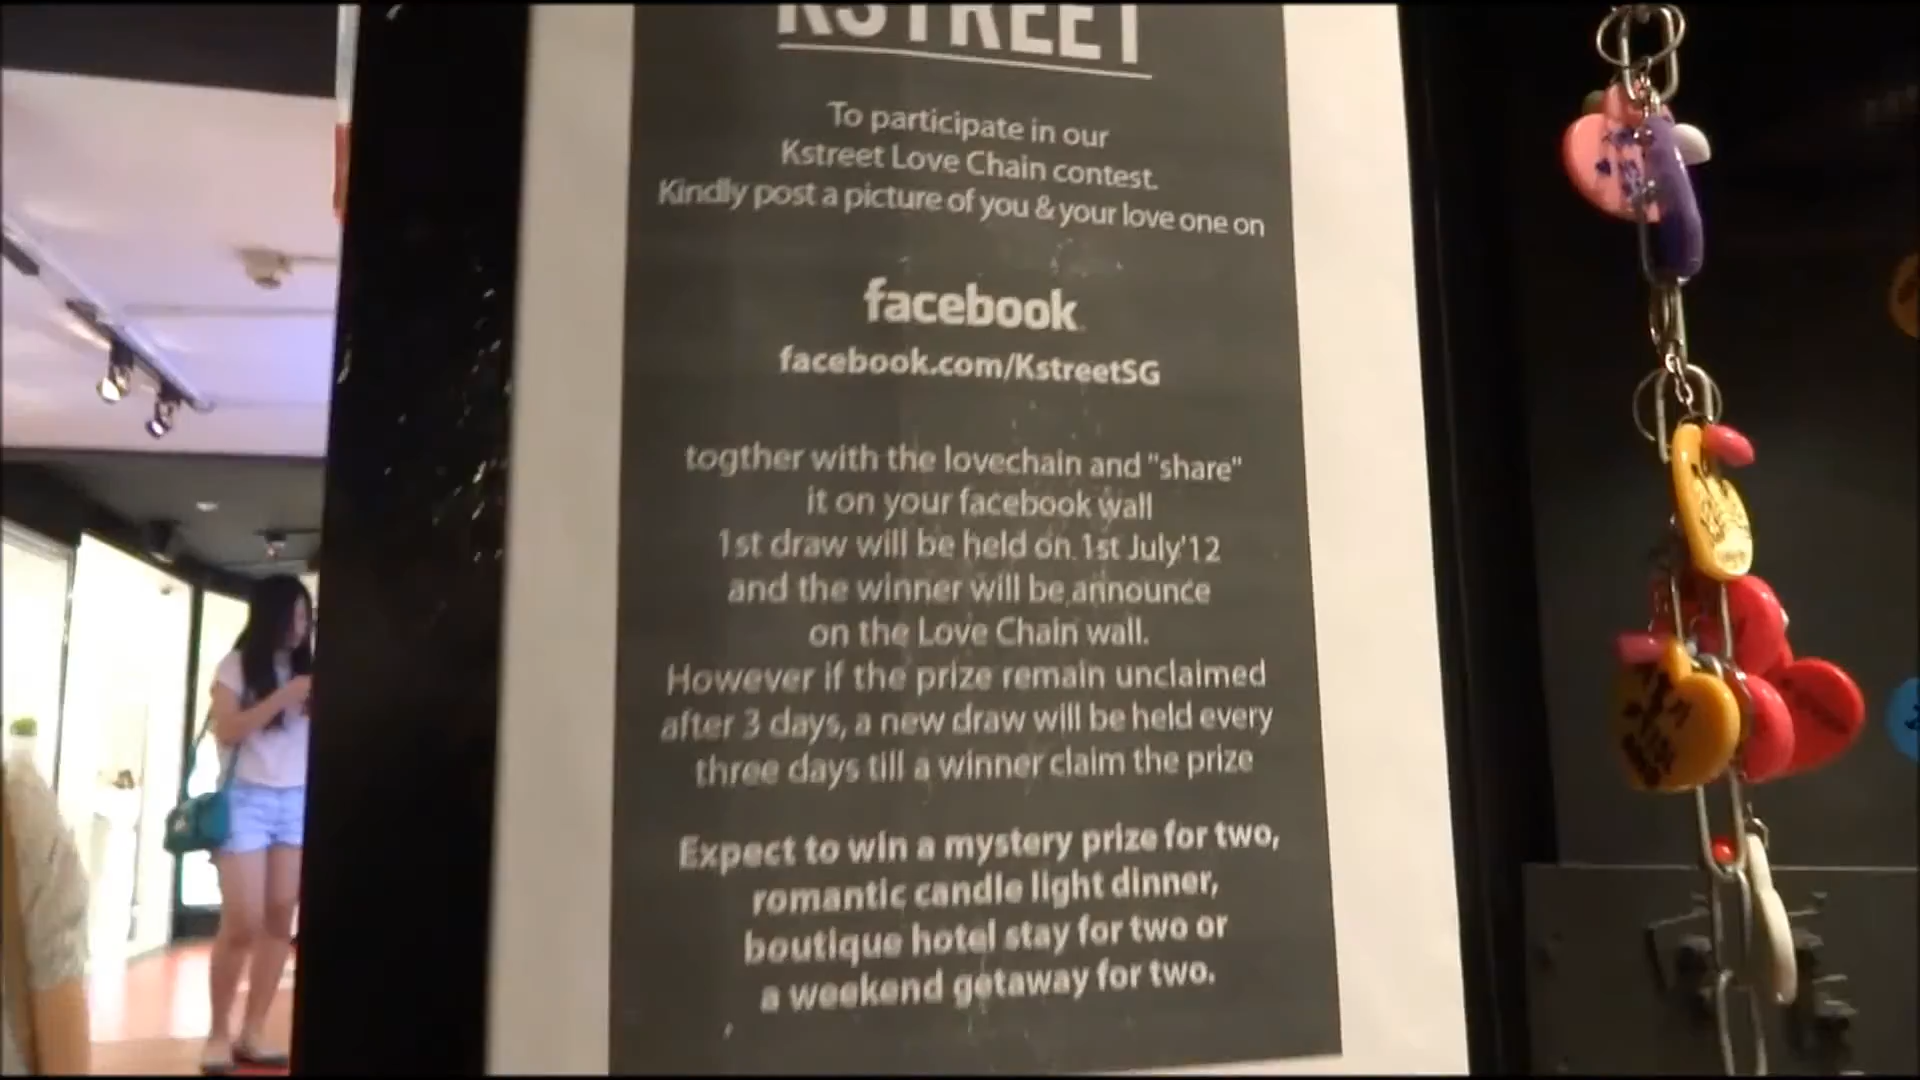 KSTREET
To participate in our
Kstreet Love Chain contest.
Kindly post a picture of you & your love one on
facebook
facebook.com/KstreetSG
togther with the lovechain and "share"
it on your facebook wall
1st draw will be held on 1st July'12
and the winner will be announce
on the Love Chain wall.
However if the prize remain unclaimed
after 3 days, a new draw will be held every
three days till a winner claim the prize
Expect to win a mystery prize for two,
romantic candle light dinner,
boutique hotel stay for two or
a weekend getaway for two.